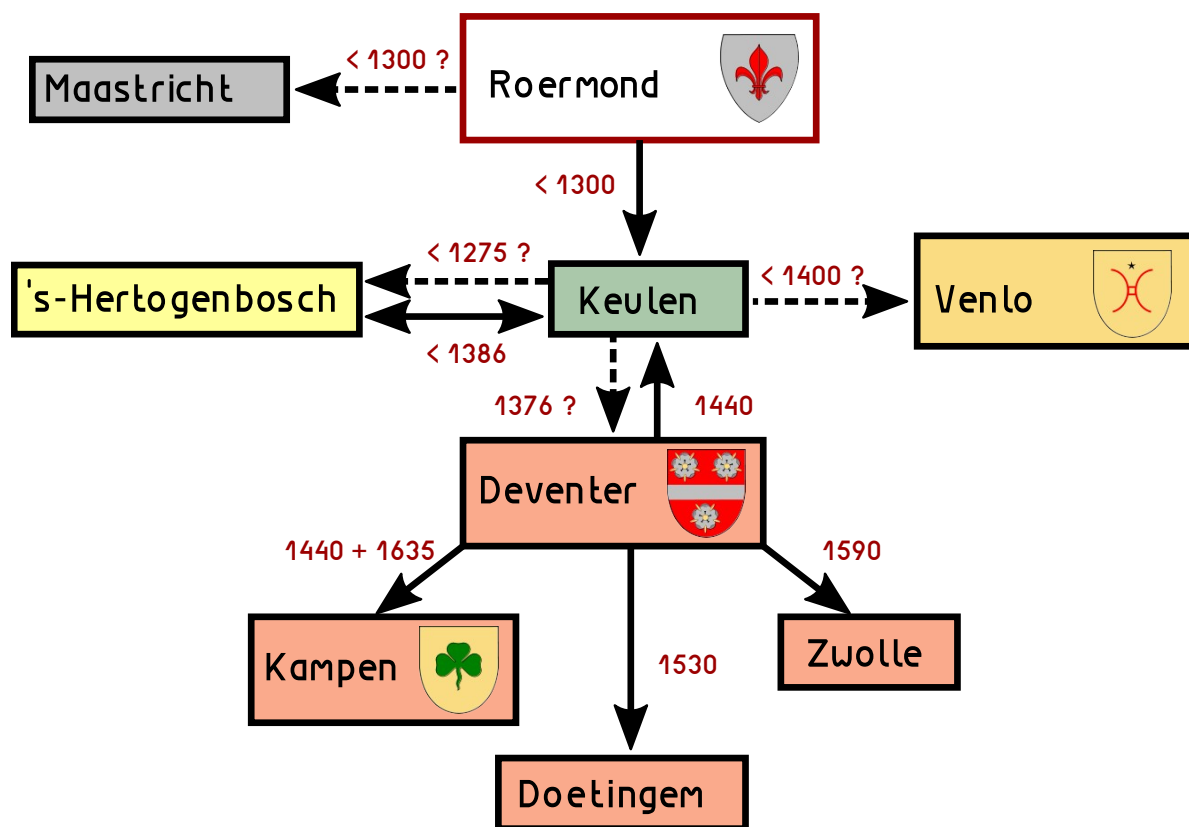 < 1300 ?
Maastricht
Roermond
< 1300
< 1275 ?
's-Hertogenbosch
Keulen
< 1400 ?
Venlo
< 1386
1376 ?
1440
Deventer
1440 + 1635
1590
Kampen
1530
Zwolle
Doetingem